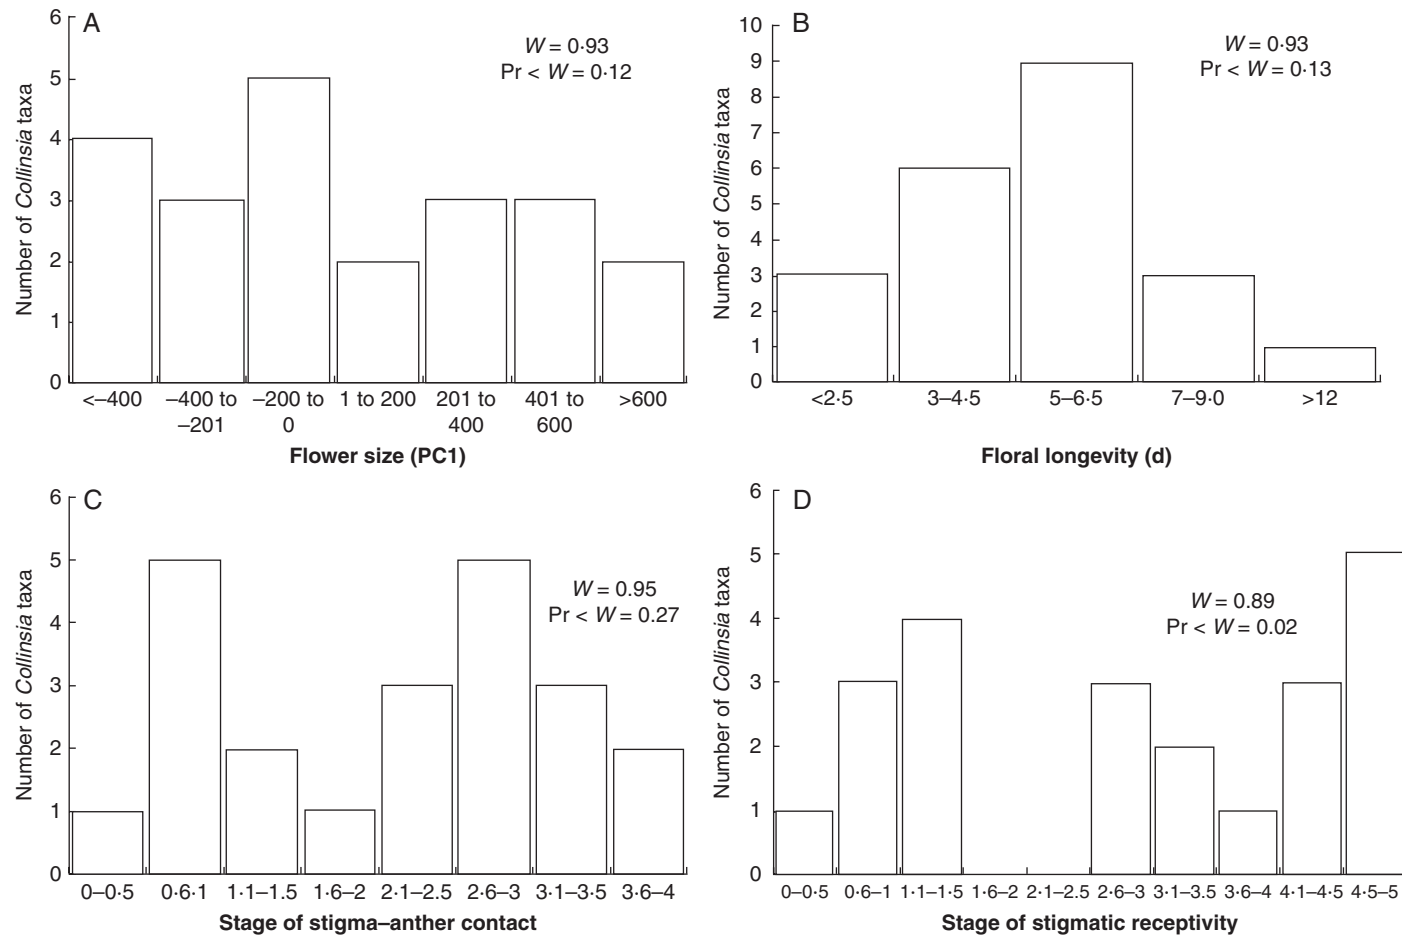 A
W = 0·93
Pr < W = 0·12
Number of Collinsia taxa
6
5
4
3
2
1
0
<–400
–400 to
–201
–200 to
0
1 to 200
201 to
400
401 to
600
>600
Flower size (PC1)
B
W = 0·93
Pr < W = 0·13
Number of Collinsia taxa
10
9
8
7
6
5
4
3
2
1
0
<2·5
3–4·5
5–6·5
7–9·0
>12
Floral longevity (d)
C
W = 0.95
Pr < W = 0.27
Number of Collinsia taxa
6
5
4
3
2
1
0
0–0·5
0·6·1
1·1–1.5
1·6–2
2·1–2.5
2·6–3
3·1–3.5
3·6–4
Stage of stigma–anther contact
D
W = 0.89
Pr < W = 0.02
Number of Collinsia taxa
6
5
4
3
2
1
0
0–0·5
0·6–1
1·1–1.5
1·6–2
2·1–2.5
2·6–3
3·1–3.5
3·6–4
4·1–4·5
4·5–5
Stage of stigmatic receptivity